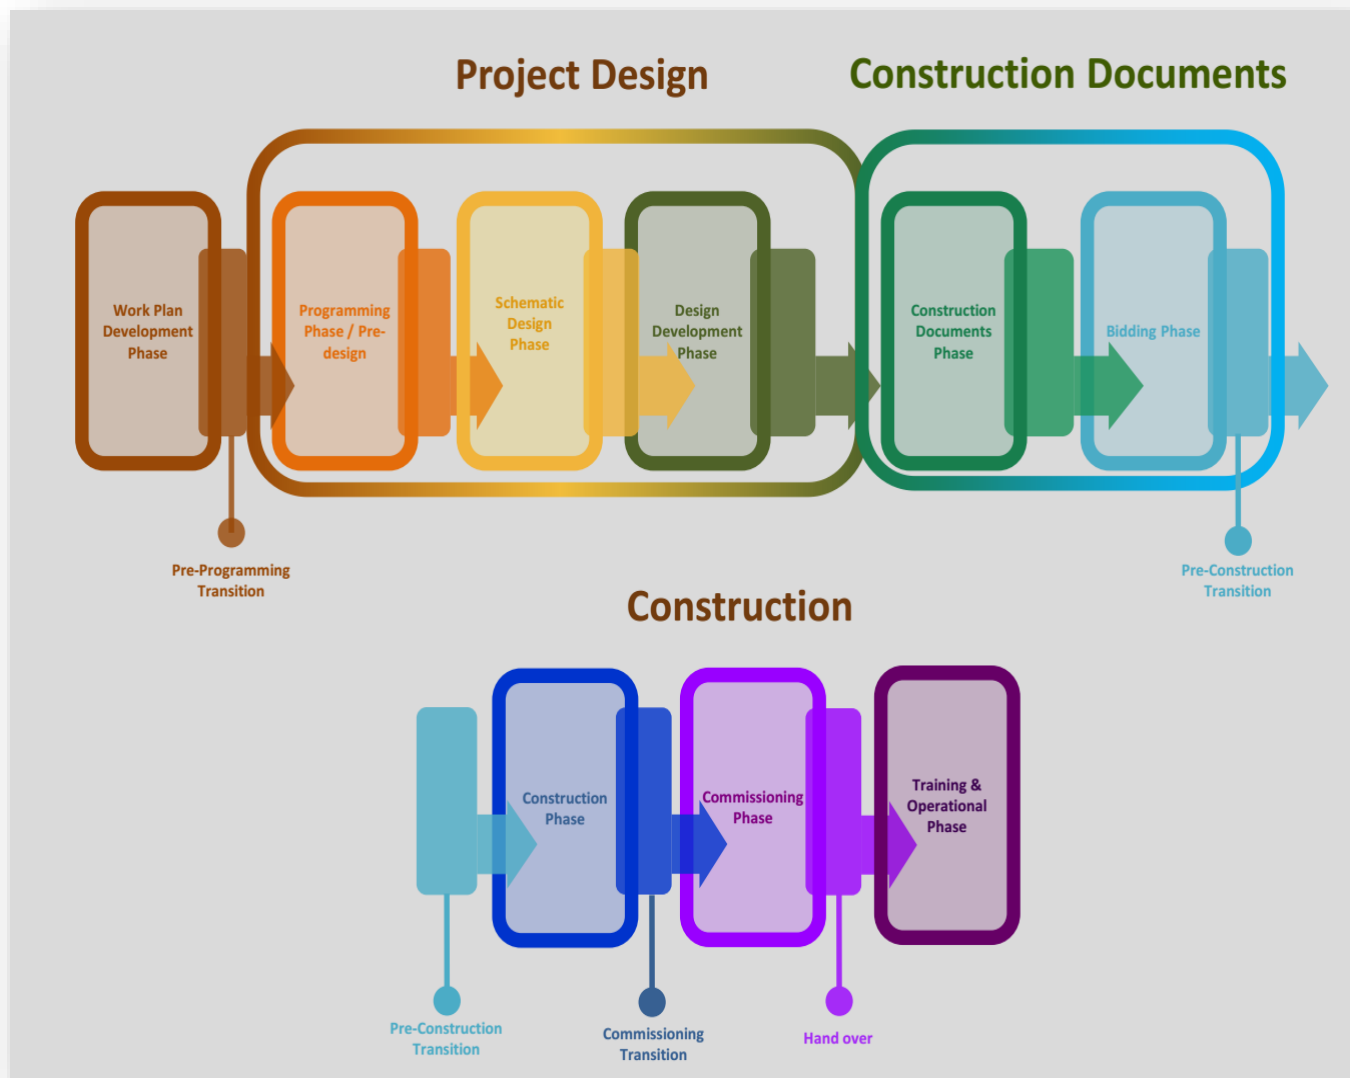 Project Design
Construction Documents
Work Plan
Development
Phase
Programming
Phase / Pre-
design
Schematic
Design
Phase
Design
Development
Phase
Construction
Documents
Phase
Bidding Phase
Pre-Programming
Transition
Pre-Construction
Transition
Construction
Construction
Phase
Commissioning
Phase
Training &
Operational
Phase
Pre-Construction
Transition
Commissioning
Transition
Hand over